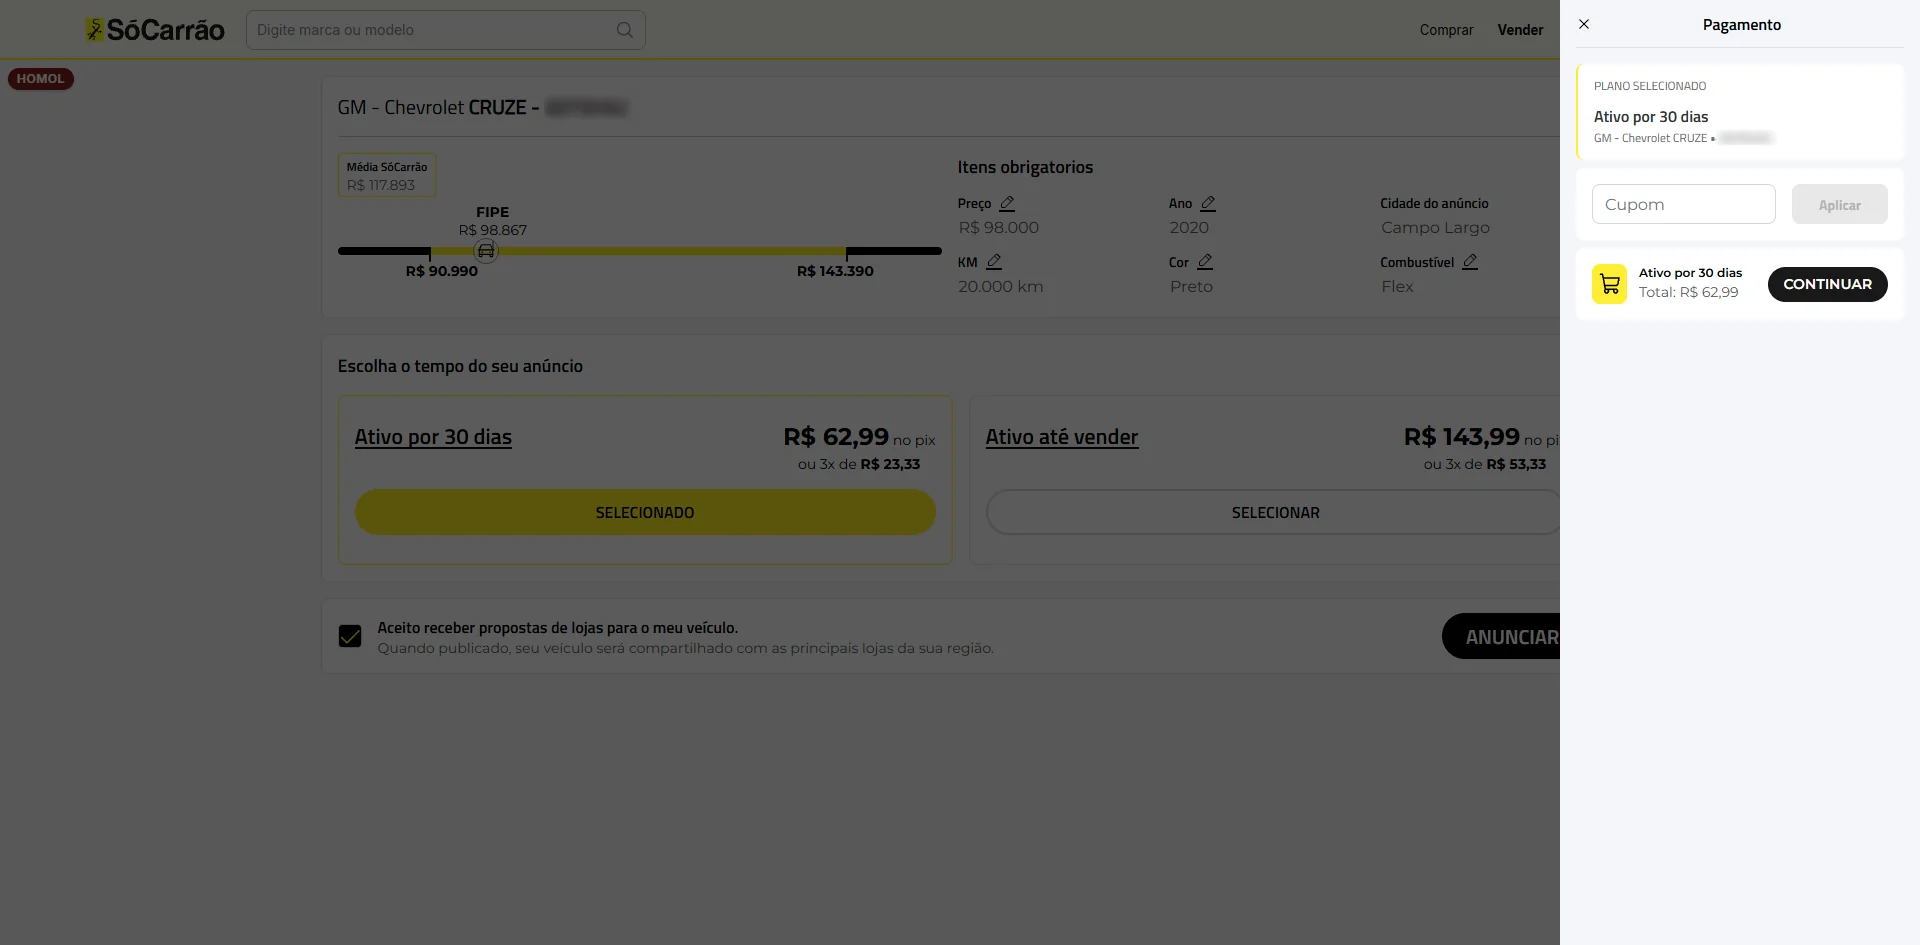 SóCarrão
Digite marca ou modelo
Comprar
Vender
HOMOL
GM - Chevrolet CRUZE -
Média SóCarrão
R$ 117.893
FIPE
R$ 98.867
R$ 90.990
R$ 143.390
Itens obrigatorios
Preço
R$ 98.000
Ano
2020
Cidade do anúncio
Campo Largo
KM
20.000 km
Cor
Preto
Combustível
Flex
Escolha o tempo do seu anúncio
Ativo por 30 dias
R$ 62,99 no pix
ou 3x de R$ 23,33
SELECIONADO
Ativo até vender
R$ 143,99 no pi
ou 3x de R$ 53,33
SELECIONAR
Aceito receber propostas de lojas para o meu veículo.
Quando publicado, seu veículo será compartilhado com as principais lojas da sua região.
ANUNCIAR
Pagamento
PLANO SELECIONADO
Ativo por 30 dias
GM - Chevrolet CRUZE •
Cupom
Aplicar
Ativo por 30 dias
Total: R$ 62,99
CONTINUAR